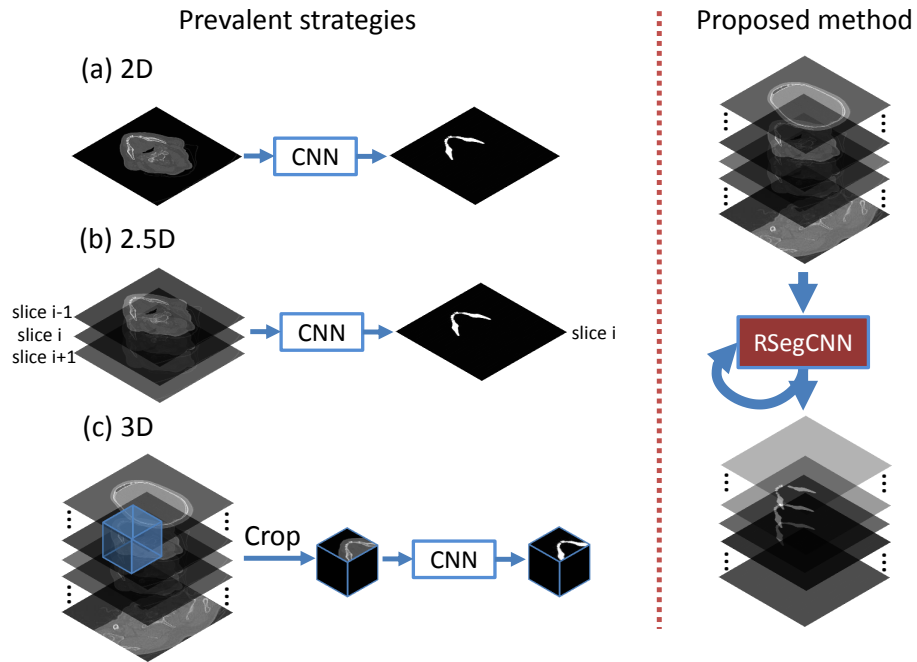 Prevalent strategies
(a) 2D
CNN
(b) 2.5D
slice i-1
slice i
slice i+1
CNN
slice i
(c) 3D
Crop
CNN
Proposed method
RSegCNN